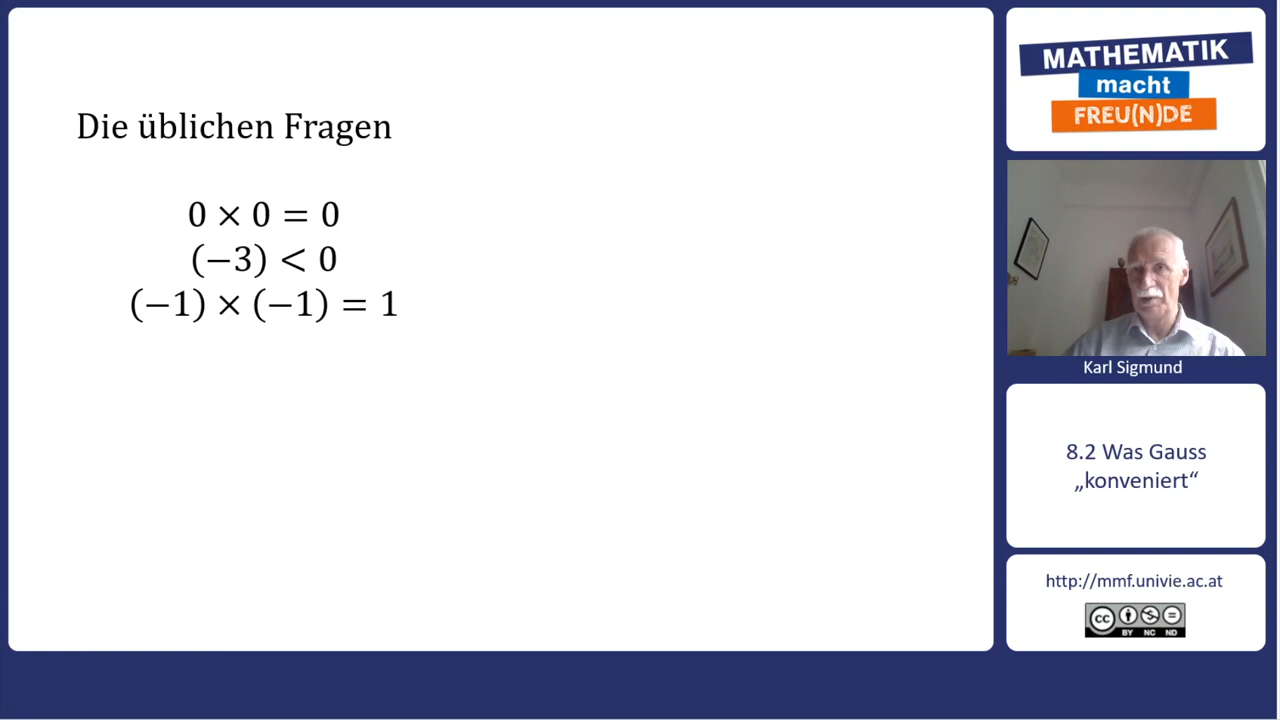 Die üblichen Fragen
0 × 0 = 0
(−3) < 0
(−1) × (−1) = 1
MATHEMATIK
macht
FREU(N)DE
Karl Sigmund
8.2 Was Gauss
„konveniert“
http://mmf.univie.ac.at
cc
BY NC ND